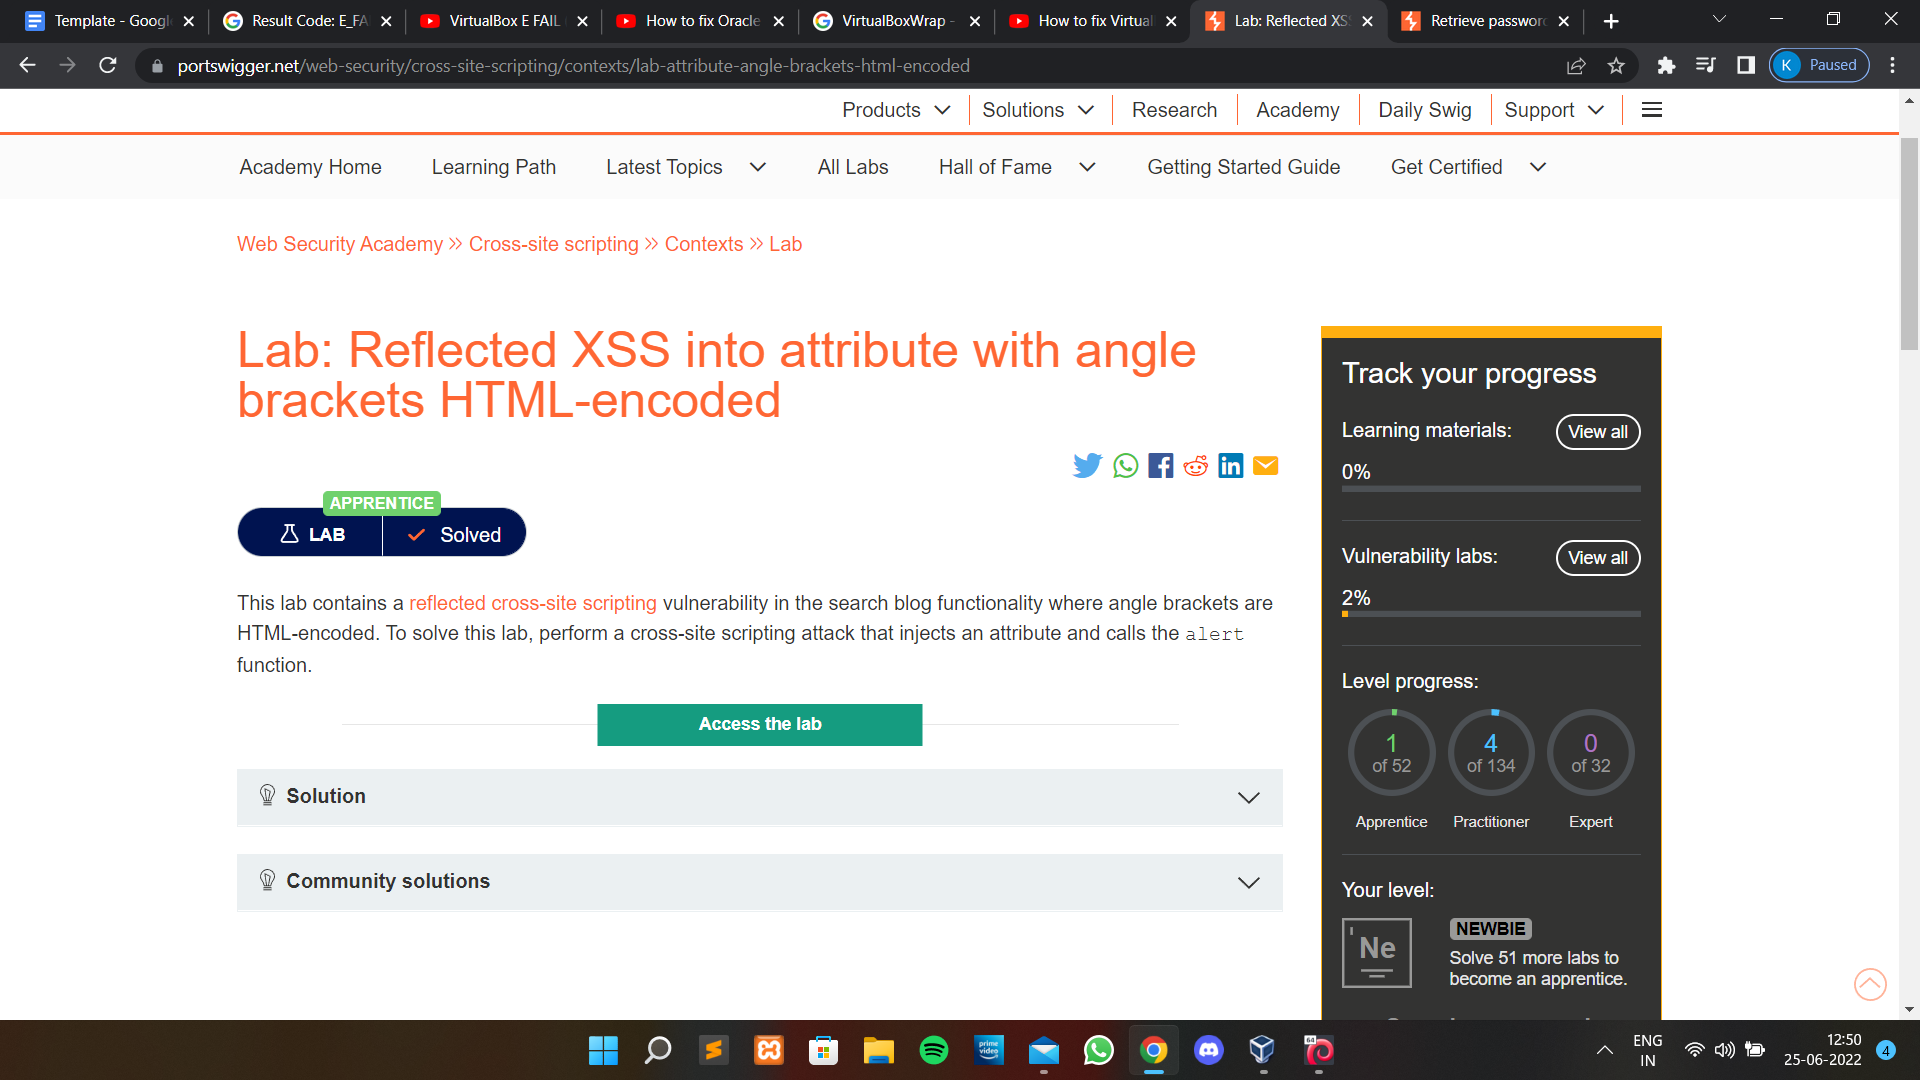 Template - Googl
Result Code: E_FA
VirtualBox E FAIL
How to fix Oracle
VirtualBoxWrap -
How to fix Virtual
Lab: Reflected XS
Retrieve password
portswigger.net/web-security/cross-site-scripting/contexts/lab-attribute-angle-brackets-html-encoded
K Paused
Products Solutions Research Academy Daily Swig Support
Academy Home Learning Path Latest Topics All Labs Hall of Fame Getting Started Guide Get Certified
Web Security Academy » Cross-site scripting » Contexts » Lab
Lab: Reflected XSS into attribute with angle
brackets HTML-encoded
APPRENTICE
LAB Solved
This lab contains a reflected cross-site scripting vulnerability in the search blog functionality where angle brackets are
HTML-encoded. To solve this lab, perform a cross-site scripting attack that injects an attribute and calls the alert
function.
Access the lab
Solution
Community solutions
Track your progress
Learning materials: View all
0%
Vulnerability labs: View all
2%
Level progress:
1 4 0
of 52 of 134 of 32
Apprentice Practitioner Expert
Your level:
Ne
NEWBIE
Solve 51 more labs to
become an apprentice.
prime
video
64
ENG
IN
12:50
25-06-2022
4